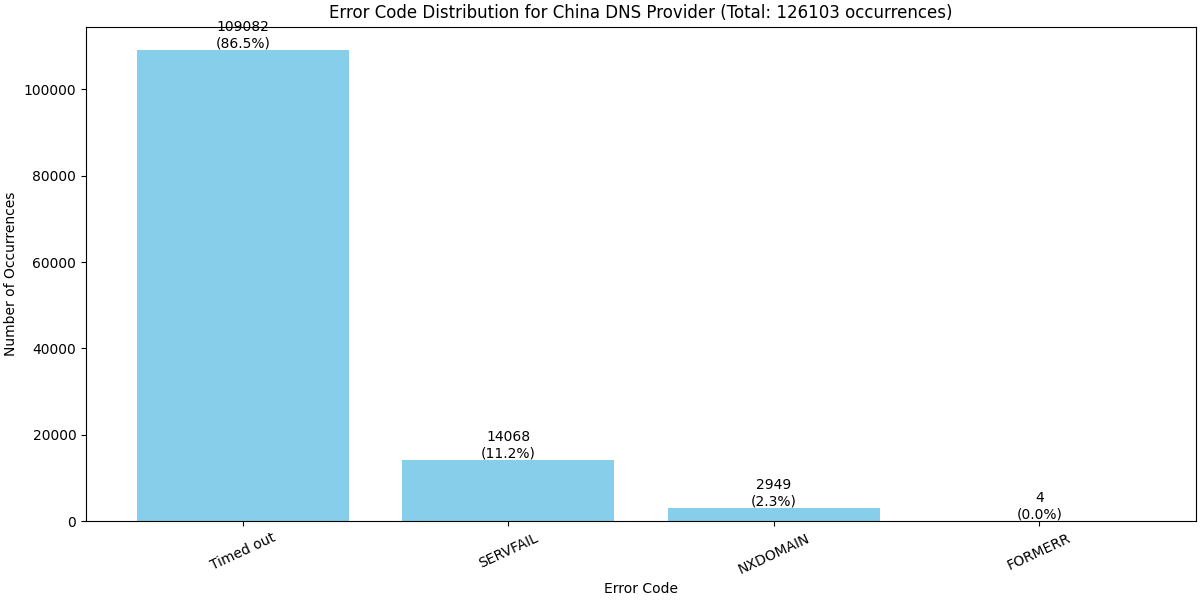 Error Code Distribution for China DNS Provider (Total: 126103 occurrences)
109082
(86.5%)
100000
80000
60000
40000
20000
0
Number of Occurrences
14068
(11.2%)
2949
(2.3%)
4
(0.0%)
Timed out
SERVFAIL
NXDOMAIN
FORMERR
Error Code